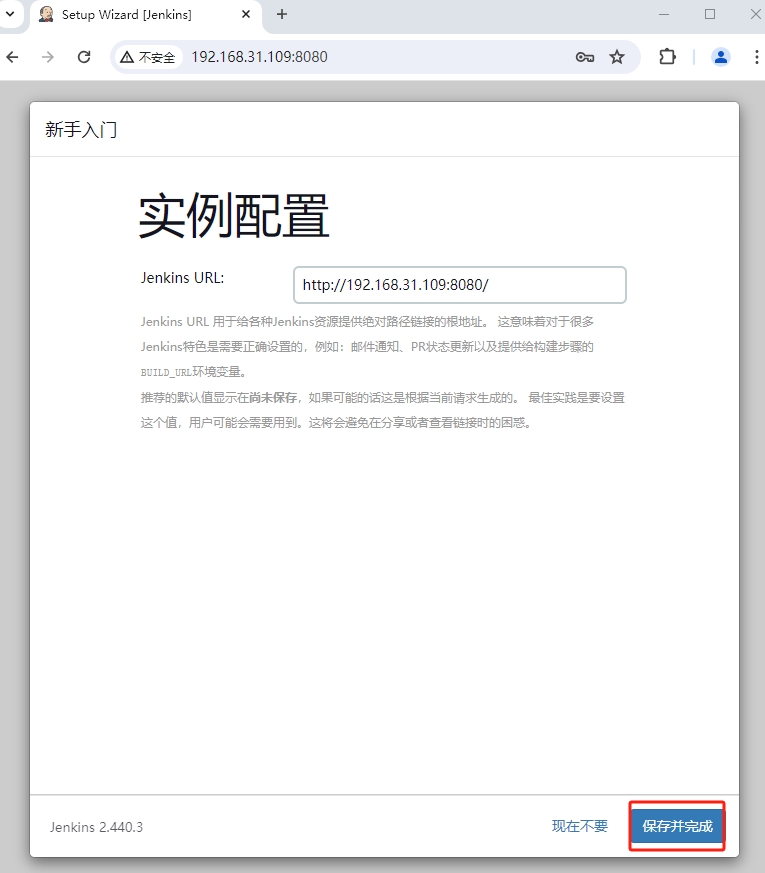 Setup Wizard [Jenkins]
不安全
192.168.31.109:8080
新手入门
实例配置
Jenkins URL:
http://192.168.31.109:8080/
Jenkins URL 用于给各种Jenkins资源提供绝对路径链接的根地址。 这意味着对于很多
Jenkins特色是需要正确设置的，例如：邮件通知、PR状态更新以及提供给构建步骤的
BUILD_URL环境变量。
推荐的默认值显示在尚未保存，如果可能的话这是根据当前请求生成的。 最佳实践是要设置
这个值，用户可能会需要用到。这将会避免在分享或者查看链接时的困惑。
Jenkins 2.440.3
现在不要
保存并完成